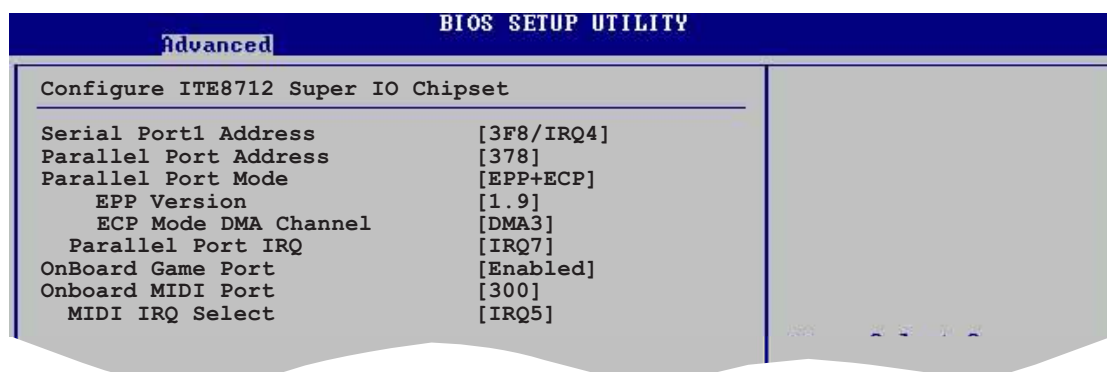 BIOS SETUP UTILITY
Advanced
Configure ITE8712 Super IO Chipset
Serial Port1 Address [3F8/IRQ4]
Parallel Port Address [378]
Parallel Port Mode [EPP+ECP]
EPP Version [1.9]
ECP Mode DMA Channel [DMA3]
Parallel Port IRQ [IRQ7]
OnBoard Game Port [Enabled]
Onboard MIDI Port [300]
MIDI IRQ Select [IRQ5]